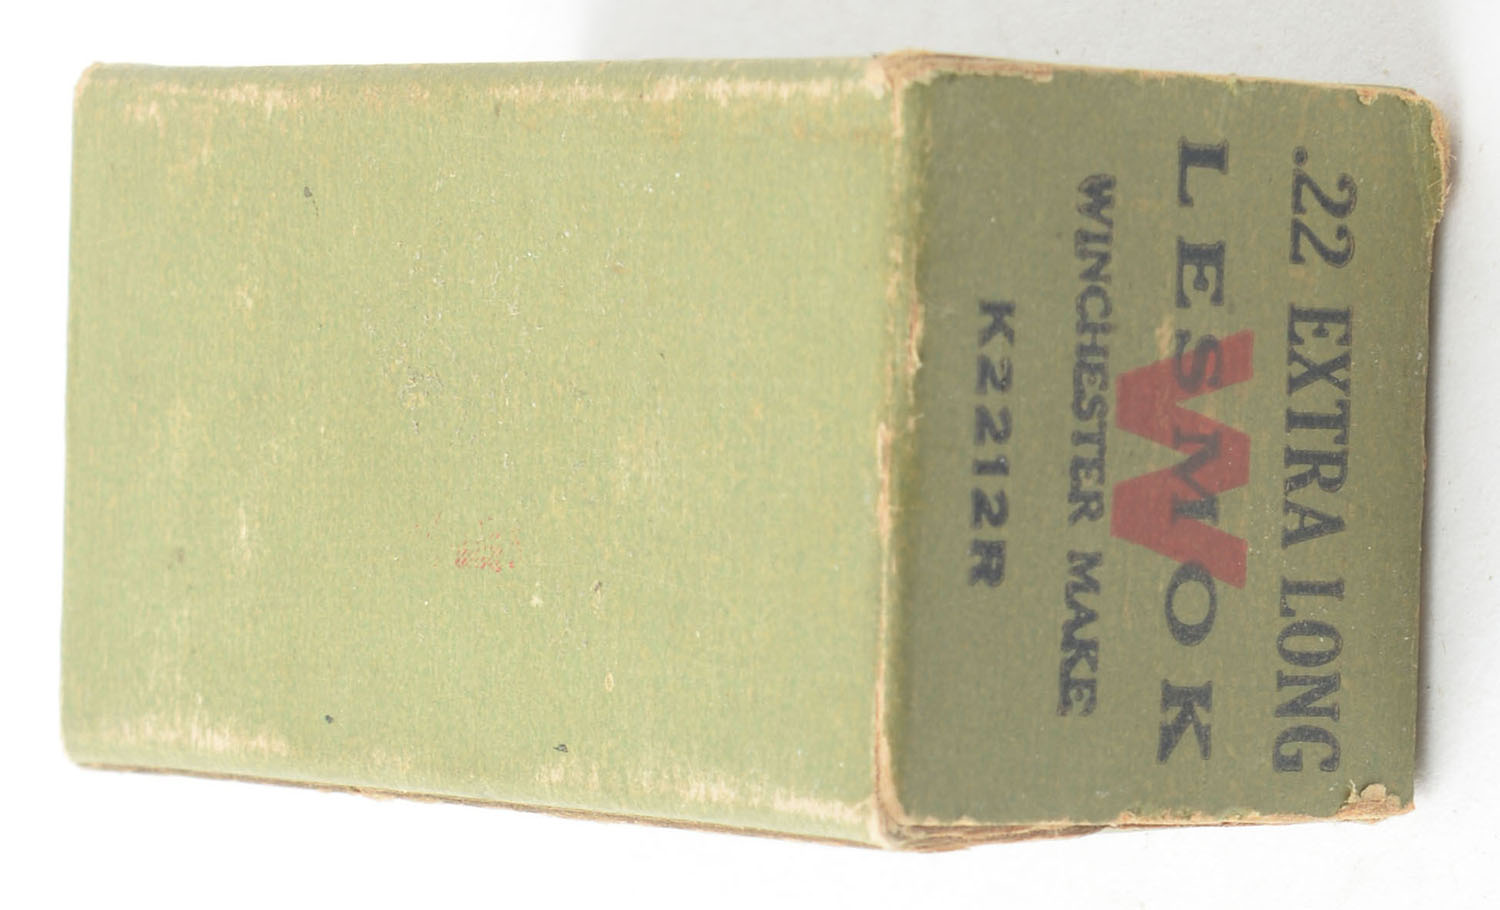 .22 EXTRA LONG
LESMOK
W
WINCHESTER MAKE
K2212R